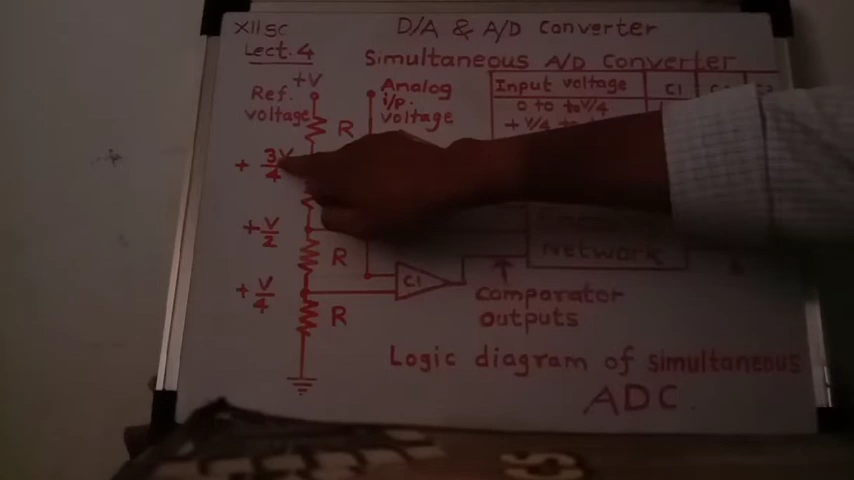 XII SC
D/A & A/D Converter
Lect. 4
Simultaneous A/D Converter
+V
Ref.
voltage
Analog
i/p.
voltage
Input voltage C1
0 to +V/4
+ V/4
R
+ 3V/4
+ V/2
R
Network
+ V/4
C1
R
Comparator
outputs
Logic diagram of simultaneous
ADC.